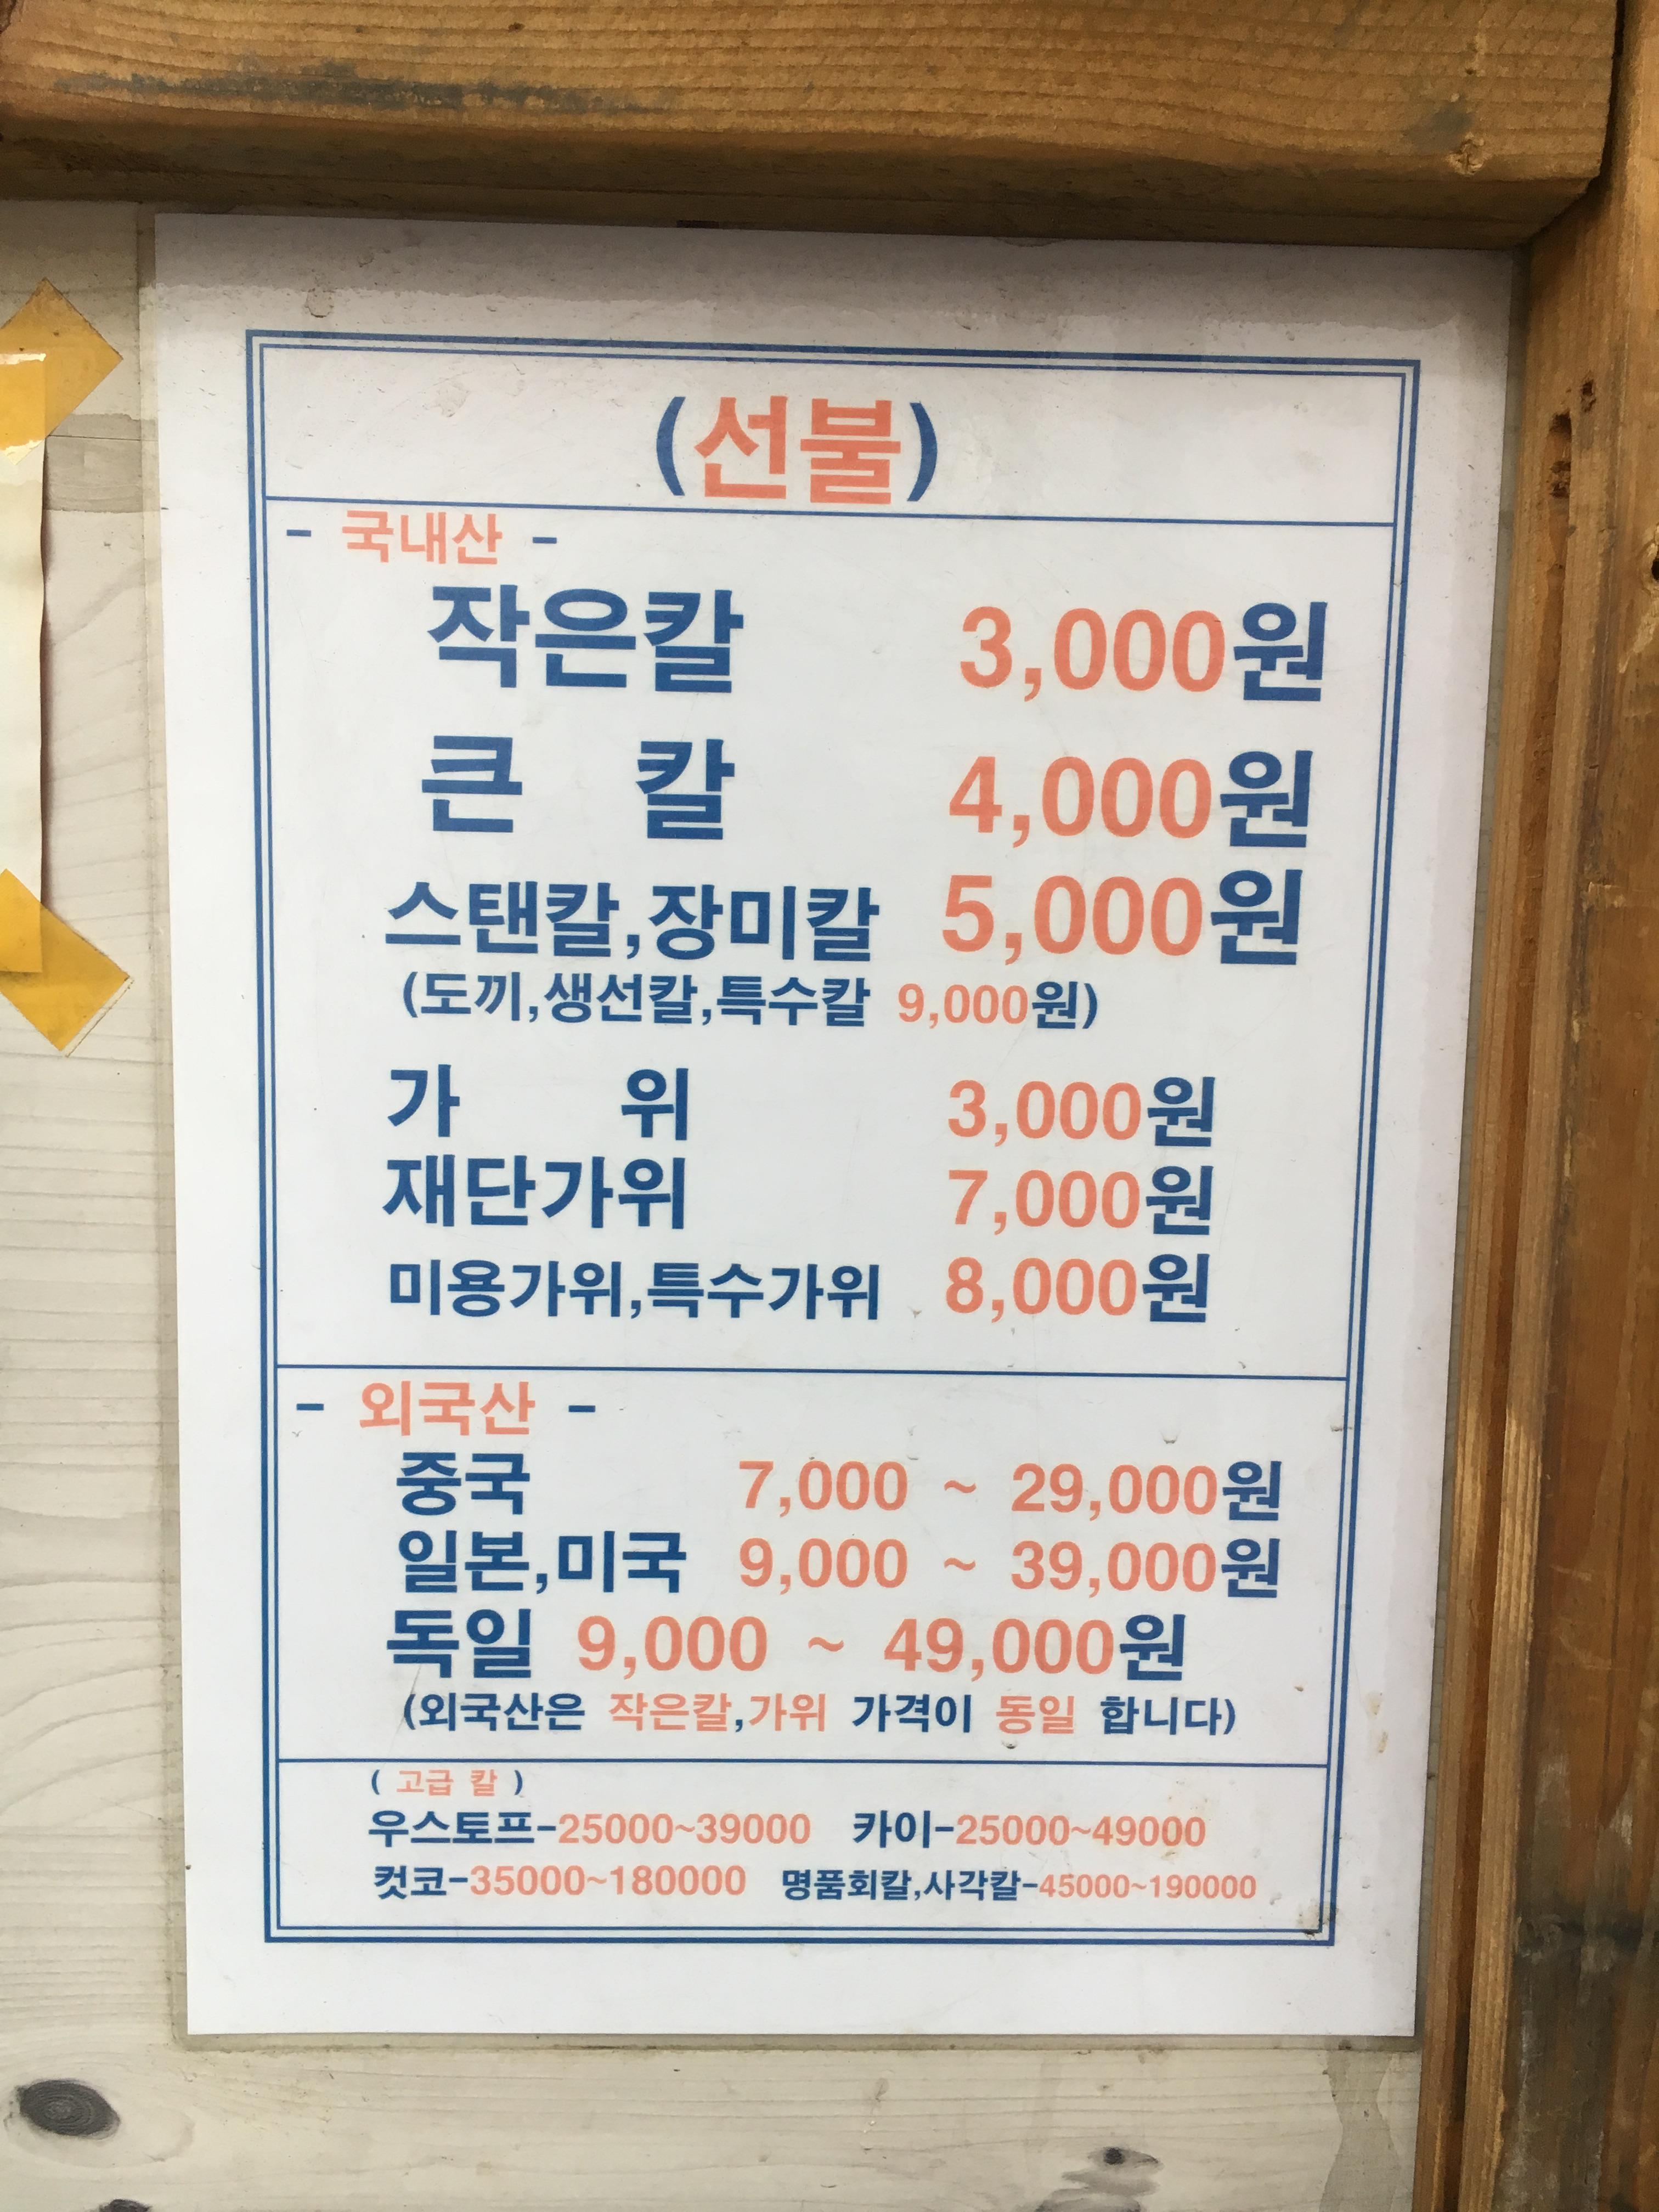 (선불)
- 국내산 -
작은칼 3,000원
큰 칼 4,000원
스탠칼,장미칼 5,000원
(도끼,생선칼,특수칼 9,000원)
가 위 3,000원
재단가위 7,000원
미용가위,특수가위 8,000원
- 외국산 -
중국 7,000 ~ 29,000원
일본,미국 9,000 ~ 39,000원
독일 9,000 ~ 49,000원
(외국산은 작은칼,가위 가격이 동일 합니다)
( 고급 칼 )
우스토프-25000~39000 카이-25000~49000
컷코-35000~180000 명품회칼,사각칼-45000~190000